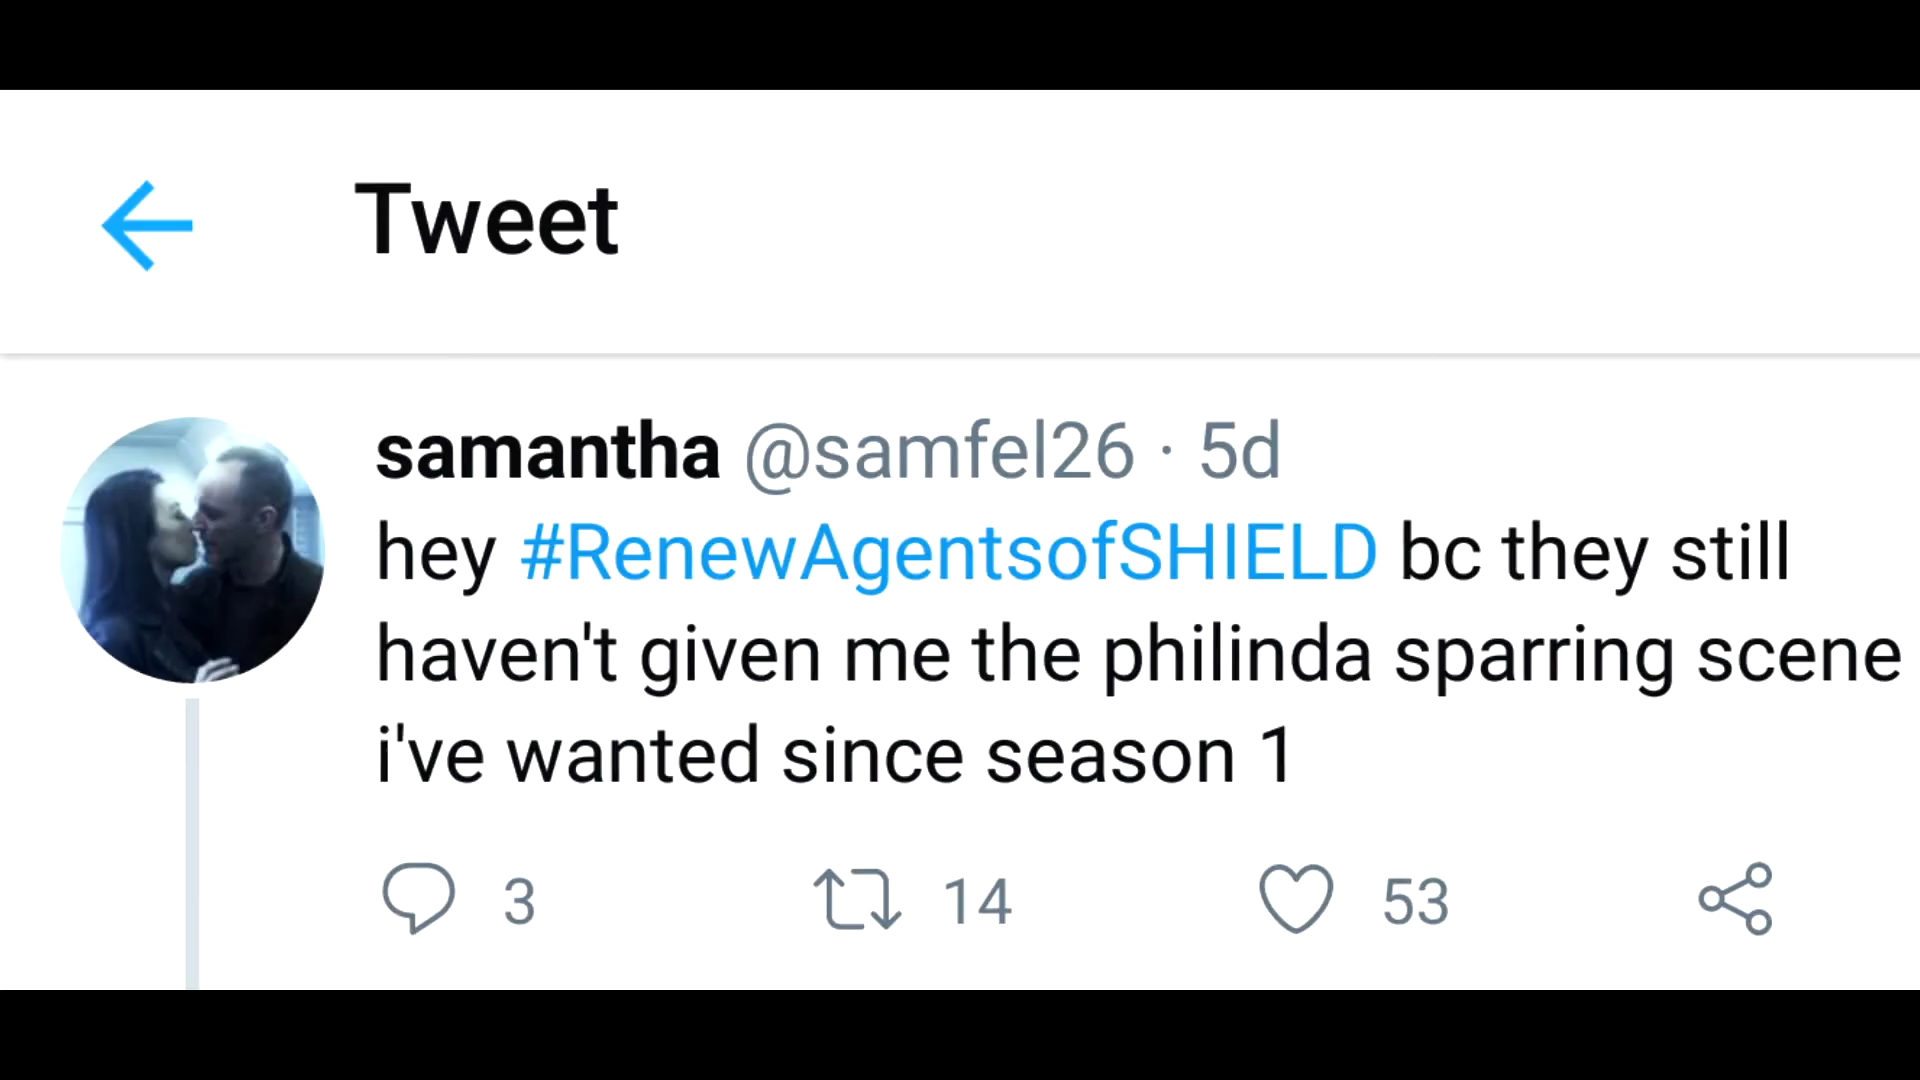 Tweet
samantha @samfel26 · 5d
hey #RenewAgentsofSHIELD bc they still
haven't given me the philinda sparring scene
i've wanted since season 1
3 14 53